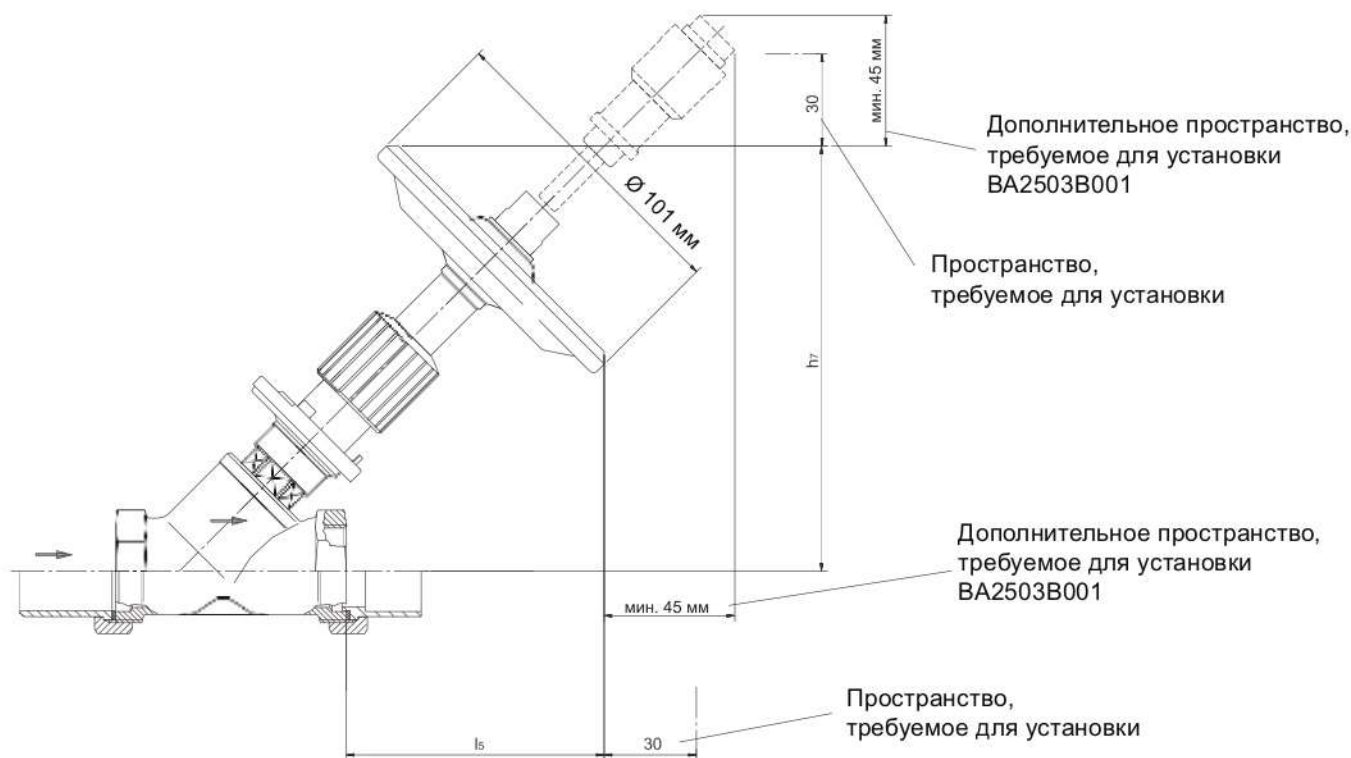 мин. 45 мм
30
Дополнительное пространство,
требуемое для установки
BA2503B001
Ø 101 мм
Пространство,
требуемое для установки
h7
Дополнительное пространство,
требуемое для установки
BA2503B001
мин. 45 мм
Пространство,
требуемое для установки
l5
30